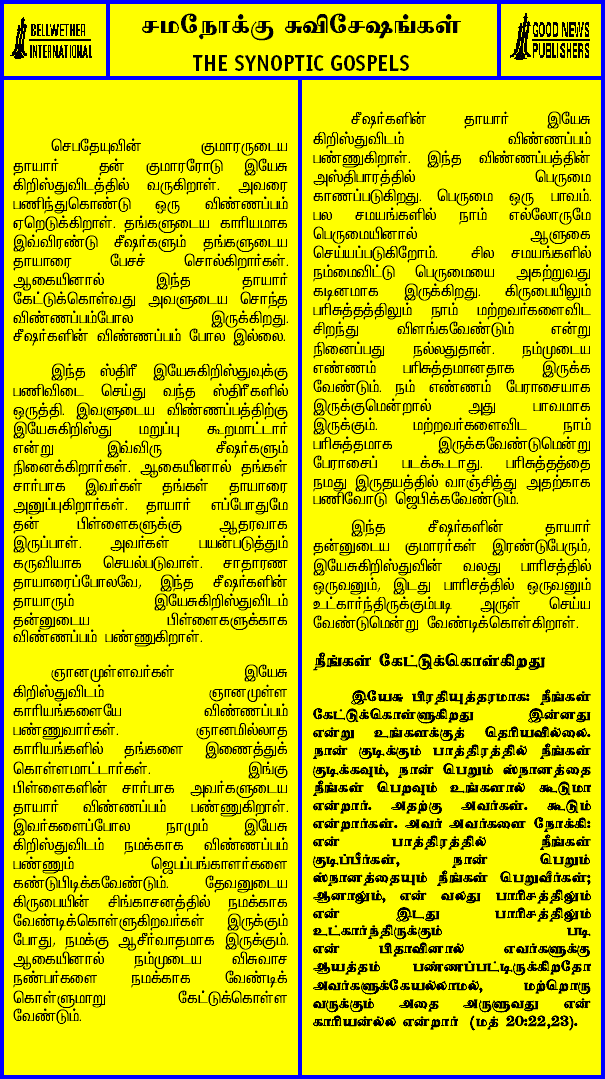 BELLWETHER
INTERNATIONAL
சமநோக்கு சுவிசேஷங்கள்
THE SYNOPTIC GOSPELS
GOOD NEWS
PUBLISHERS
செபதேயுவின் குமாரருடைய
தாயார் தன் குமாரரோடு இயேசு
கிறிஸ்துவிடத்தில் வருகிறாள். அவரை
பணிந்துகொண்டு ஒரு விண்ணப்பம்
ஏறெடுக்கிறாள். தங்களுடைய காரியமாக
இவ்விரண்டு சீஷர்களும் தங்களுடைய
தாயாரை பேசச் சொல்கிறார்கள்.
ஆகையினால் இந்த தாயார்
கேட்டுக்கொள்வது அவளுடைய சொந்த
விண்ணப்பம்போல இருக்கிறது.
சீஷர்களின் விண்ணப்பம் போல இல்லை.
இந்த ஸ்திரீ இயேசுகிறிஸ்துவுக்கு
பணிவிடை செய்து வந்த ஸ்திரீகளில்
ஒருத்தி. இவளுடைய விண்ணப்பத்திற்கு
இயேசுகிறிஸ்து மறுப்பு கூறமாட்டார்
என்று இவ்விரு சீஷர்களும்
நினைக்கிறார்கள். ஆகையினால் தங்கள்
சார்பாக இவர்கள் தங்கள் தாயாரை
அனுப்புகிறார்கள். தாயார் எப்போதுமே
தன் பிள்ளைகளுக்கு ஆதரவாக
இருப்பாள். அவர்கள் பயன்படுத்தும்
கருவியாக செயல்படுவாள். சாதாரண
தாயாரைப்போலவே, இந்த சீஷர்களின்
தாயாரும் இயேசுகிறிஸ்துவிடம்
தன்னுடைய பிள்ளைகளுக்காக
விண்ணப்பம் பண்ணுகிறாள்.
ஞானமுள்ளவர்கள் இயேசு
கிறிஸ்துவிடம் ஞானமுள்ள
காரியங்களையே விண்ணப்பம்
பண்ணுவார்கள். ஞானமில்லாத
காரியங்களில் தங்களை இணைத்துக்
கொள்ளமாட்டார்கள். இங்கு
பிள்ளைகளின் சார்பாக அவர்களுடைய
தாயார் விண்ணப்பம் பண்ணுகிறாள்.
இவர்களைப்போல நாமும் இயேசு
கிறிஸ்துவிடம் நமக்காக விண்ணப்பம்
பண்ணும் ஜெபப்பங்காளர்களை
கண்டுபிடிக்கவேண்டும். தேவனுடைய
கிருபையின் சிங்காசனத்தில் நமக்காக
வேண்டிக்கொள்ளுகிறவர்கள் இருக்கும்
போது, நமக்கு ஆசீர்வாதமாக இருக்கும்.
ஆகையினால் நம்முடைய விசுவாச
நண்பர்களை நமக்காக வேண்டிக்
கொள்ளுமாறு கேட்டுக்கொள்ள
வேண்டும்.
சீஷர்களின் தாயார் இயேசு
கிறிஸ்துவிடம் விண்ணப்பம்
பண்ணுகிறாள். இந்த விண்ணப்பத்தின்
அஸ்திபாரத்தில் பெருமை
காணப்படுகிறது. பெருமை ஒரு பாவம்.
பல சமயங்களில் நாம் எல்லோருமே
பெருமையினால் ஆளுகை
செய்யப்படுகிறோம். சில சமயங்களில்
நம்மைவிட்டு பெருமையை அகற்றுவது
கடினமாக இருக்கிறது. கிருபையிலும்
பரிசுத்தத்திலும் நாம் மற்றவர்களைவிட
சிறந்து விளங்கவேண்டும் என்று
நினைப்பது நல்லதுதான். நம்முடைய
எண்ணம் பரிசுத்தமானதாக இருக்க
வேண்டும். நம் எண்ணம் பேராசையாக
இருக்குமென்றால் அது பாவமாக
இருக்கும். மற்றவர்களைவிட நாம்
பரிசுத்தமாக இருக்கவேண்டுமென்று
பேராசைப் படக்கூடாது. பரிசுத்தத்தை
நமது இருதயத்தில் வாஞ்சித்து அதற்காக
பணிவோடு ஜெபிக்கவேண்டும்.
இந்த சீஷர்களின் தாயார்
தன்னுடைய குமாரர்கள் இரண்டுபேரும்,
இயேசுகிறிஸ்துவின் வலது பாரிசத்தில்
ஒருவனும், இடது பாரிசத்தில் ஒருவனும்
உட்கார்ந்திருக்கும்படி அருள் செய்ய
வேண்டுமென்று வேண்டிக்கொள்கிறாள்.
நீங்கள் கேட்டுக்கொள்கிறது
இயேசு பிரதியுத்தரமாக: நீங்கள்
கேட்டுக்கொள்ளுகிறது இன்னது
என்று உங்களக்குத் தெரியவில்லை.
நான் குடிக்கும் பாத்திரத்தில் நீங்கள்
குடிக்கவும், நான் பெறும் ஸ்நானத்தை
நீங்கள் பெறவும் உங்களால் கூடுமா
என்றார். அதற்கு அவர்கள். கூடும்
என்றார்கள். அவர் அவர்களை நோக்கி:
என் பாத்திரத்தில் நீங்கள்
குடிப்பீர்கள், நான் பெறும்
ஸ்நானத்தையும் நீங்கள் பெறுவீர்கள்;
ஆனாலும், என் வலது பாரிசத்திலும்
என் இடது பாரிசத்திலும்
உட்கார்ந்திருக்கும் படி
என் பிதாவினால் எவர்களுக்கு
ஆயத்தம் பண்ணப்பட்டிருக்கிறதோ
அவர்களுக்கேயல்லாமல், மற்றொரு
வருக்கும் அதை அருளுவது என்
காரியன்ல்ல என்றார் (மத் 20:22,23).